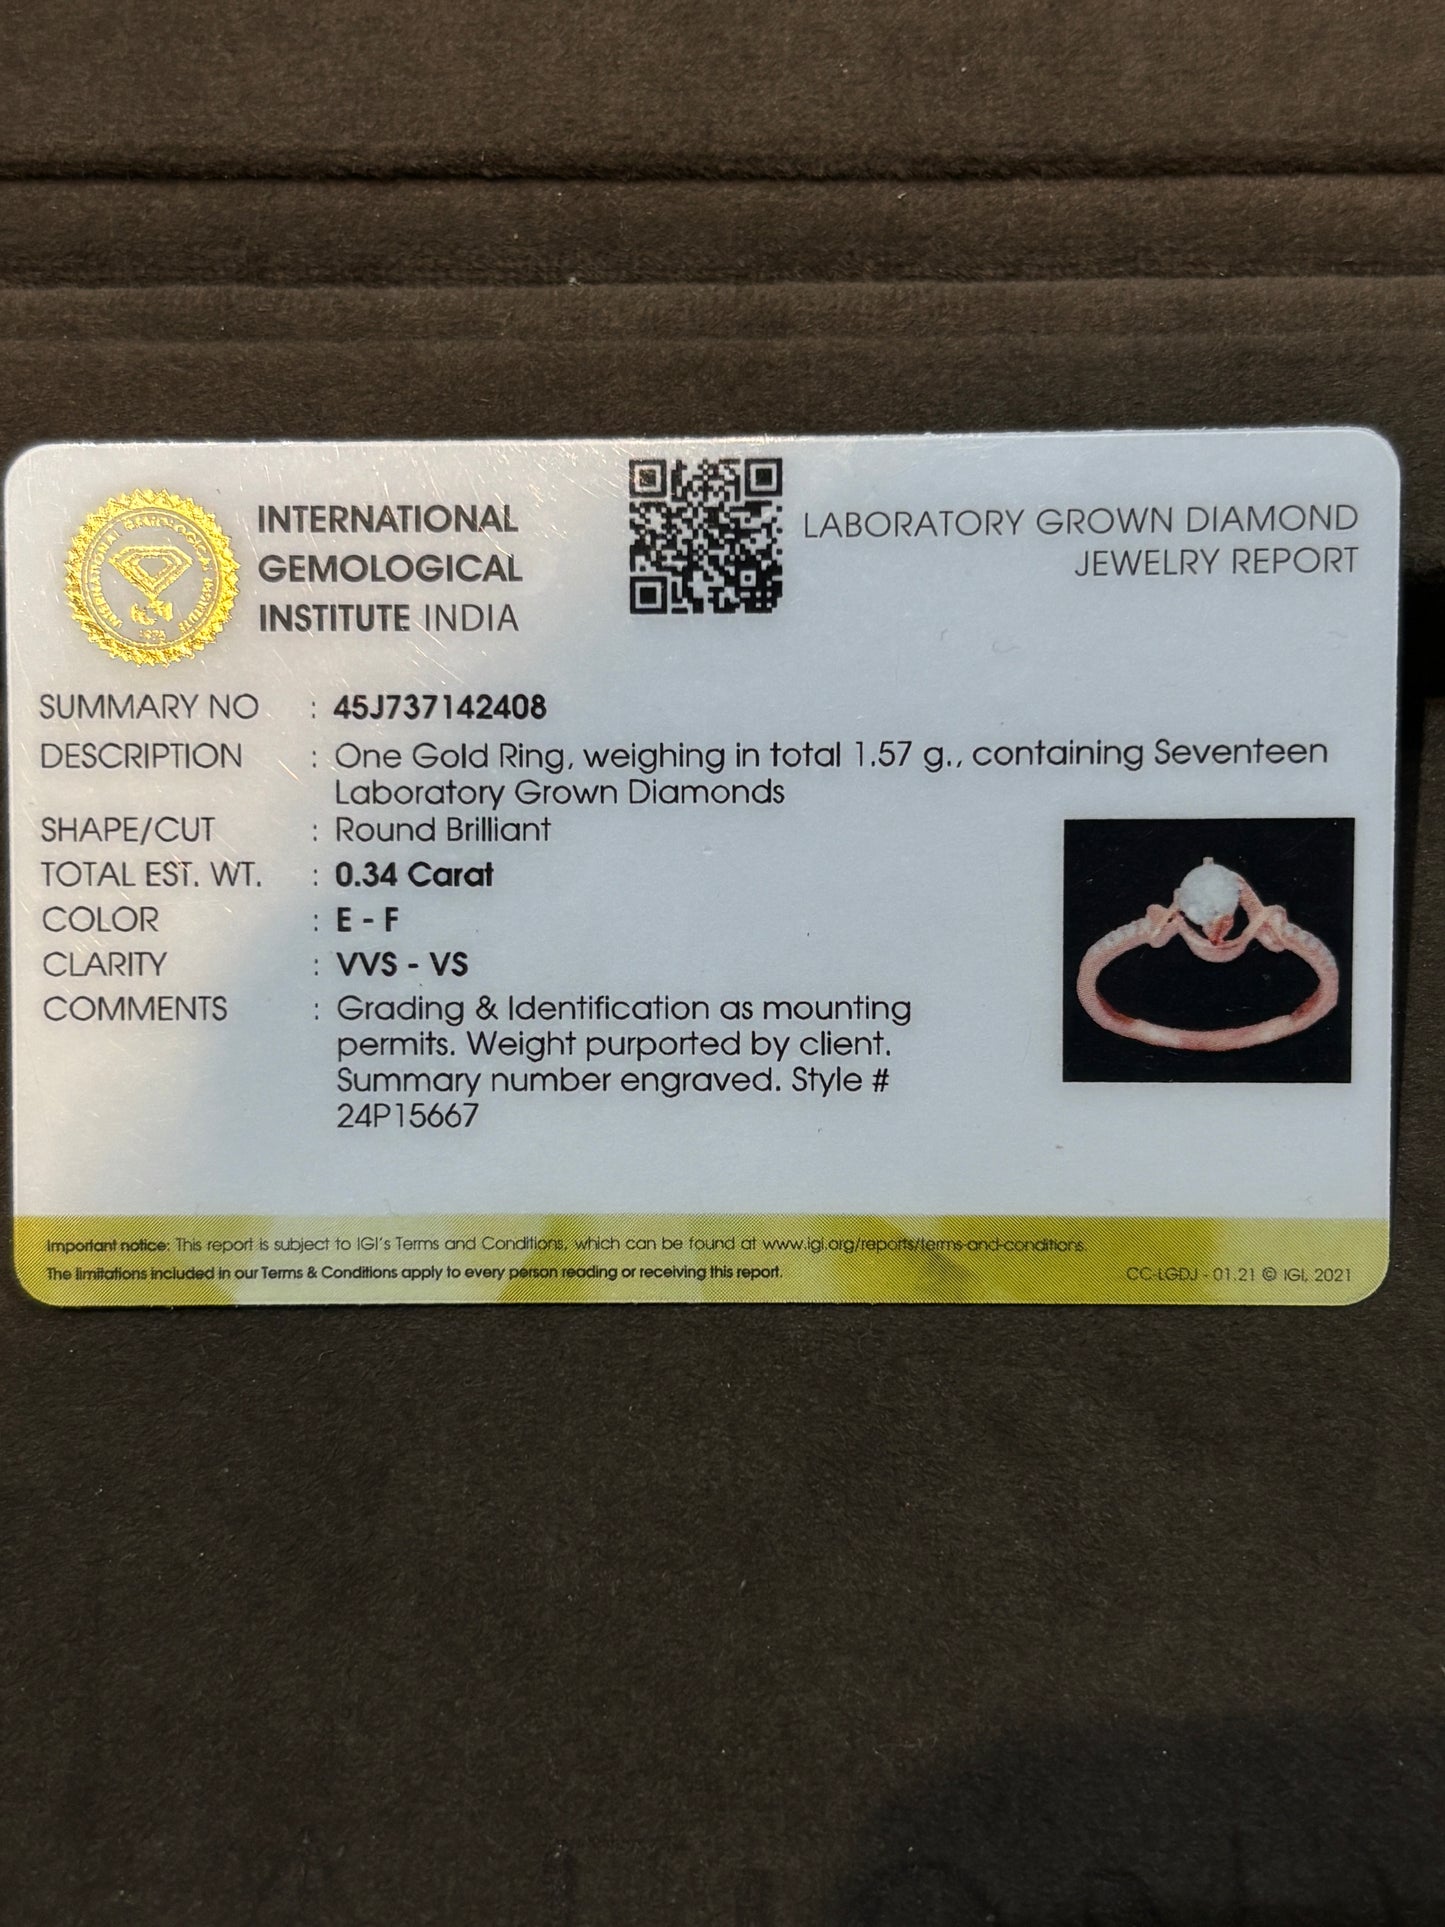 INTERNATIONAL
GEMOLOGICAL
INSTITUTE INDIA
LABORATORY GROWN DIAMOND
JEWELRY REPORT
SUMMARY NO : 45J737142408
DESCRIPTION : One Gold Ring, weighing in total 1.57 g., containing Seventeen
Laboratory Grown Diamonds
SHAPE/CUT : Round Brilliant
TOTAL EST. WT. : 0.34 Carat
COLOR : E - F
CLARITY : VVS - VS
COMMENTS : Grading & Identification as mounting
permits. Weight purported by client.
Summary number engraved. Style #
24P15667
Important notice: This report is subject to IGI's Terms and Conditions, which can be found at www.igi.org/reports/terms-and-conditions.
The limitations included in our Terms & Conditions apply to every person reading or receiving this report.
CC-LGDJ - 01.21 © IGI, 2021